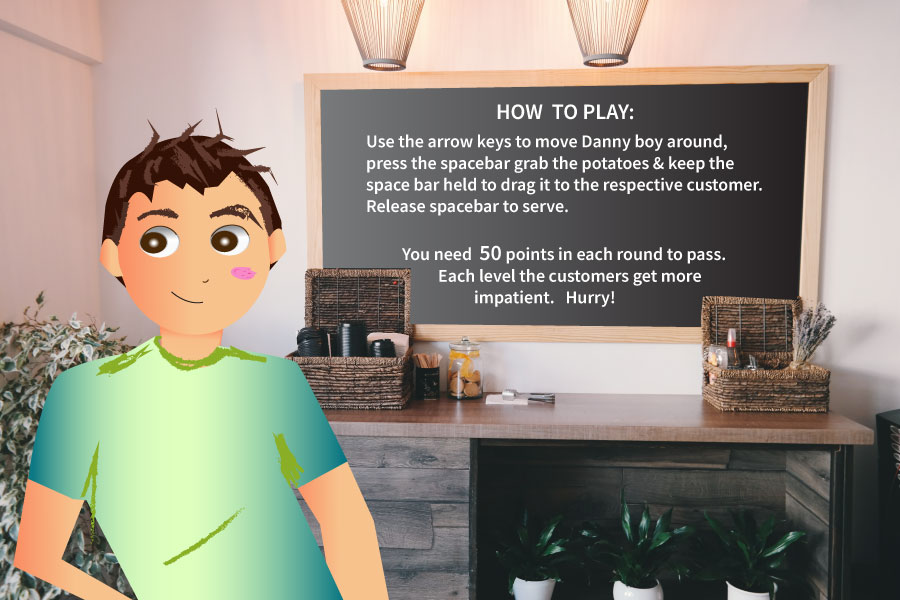 HOW TO PLAY:
Use the arrow keys to move Danny boy around,
press the spacebar grab the potatoes & keep the
space bar held to drag it to the respective customer.
Release spacebar to serve.
You need 50 points in each round to pass.
Each level the customers get more
impatient. Hurry!